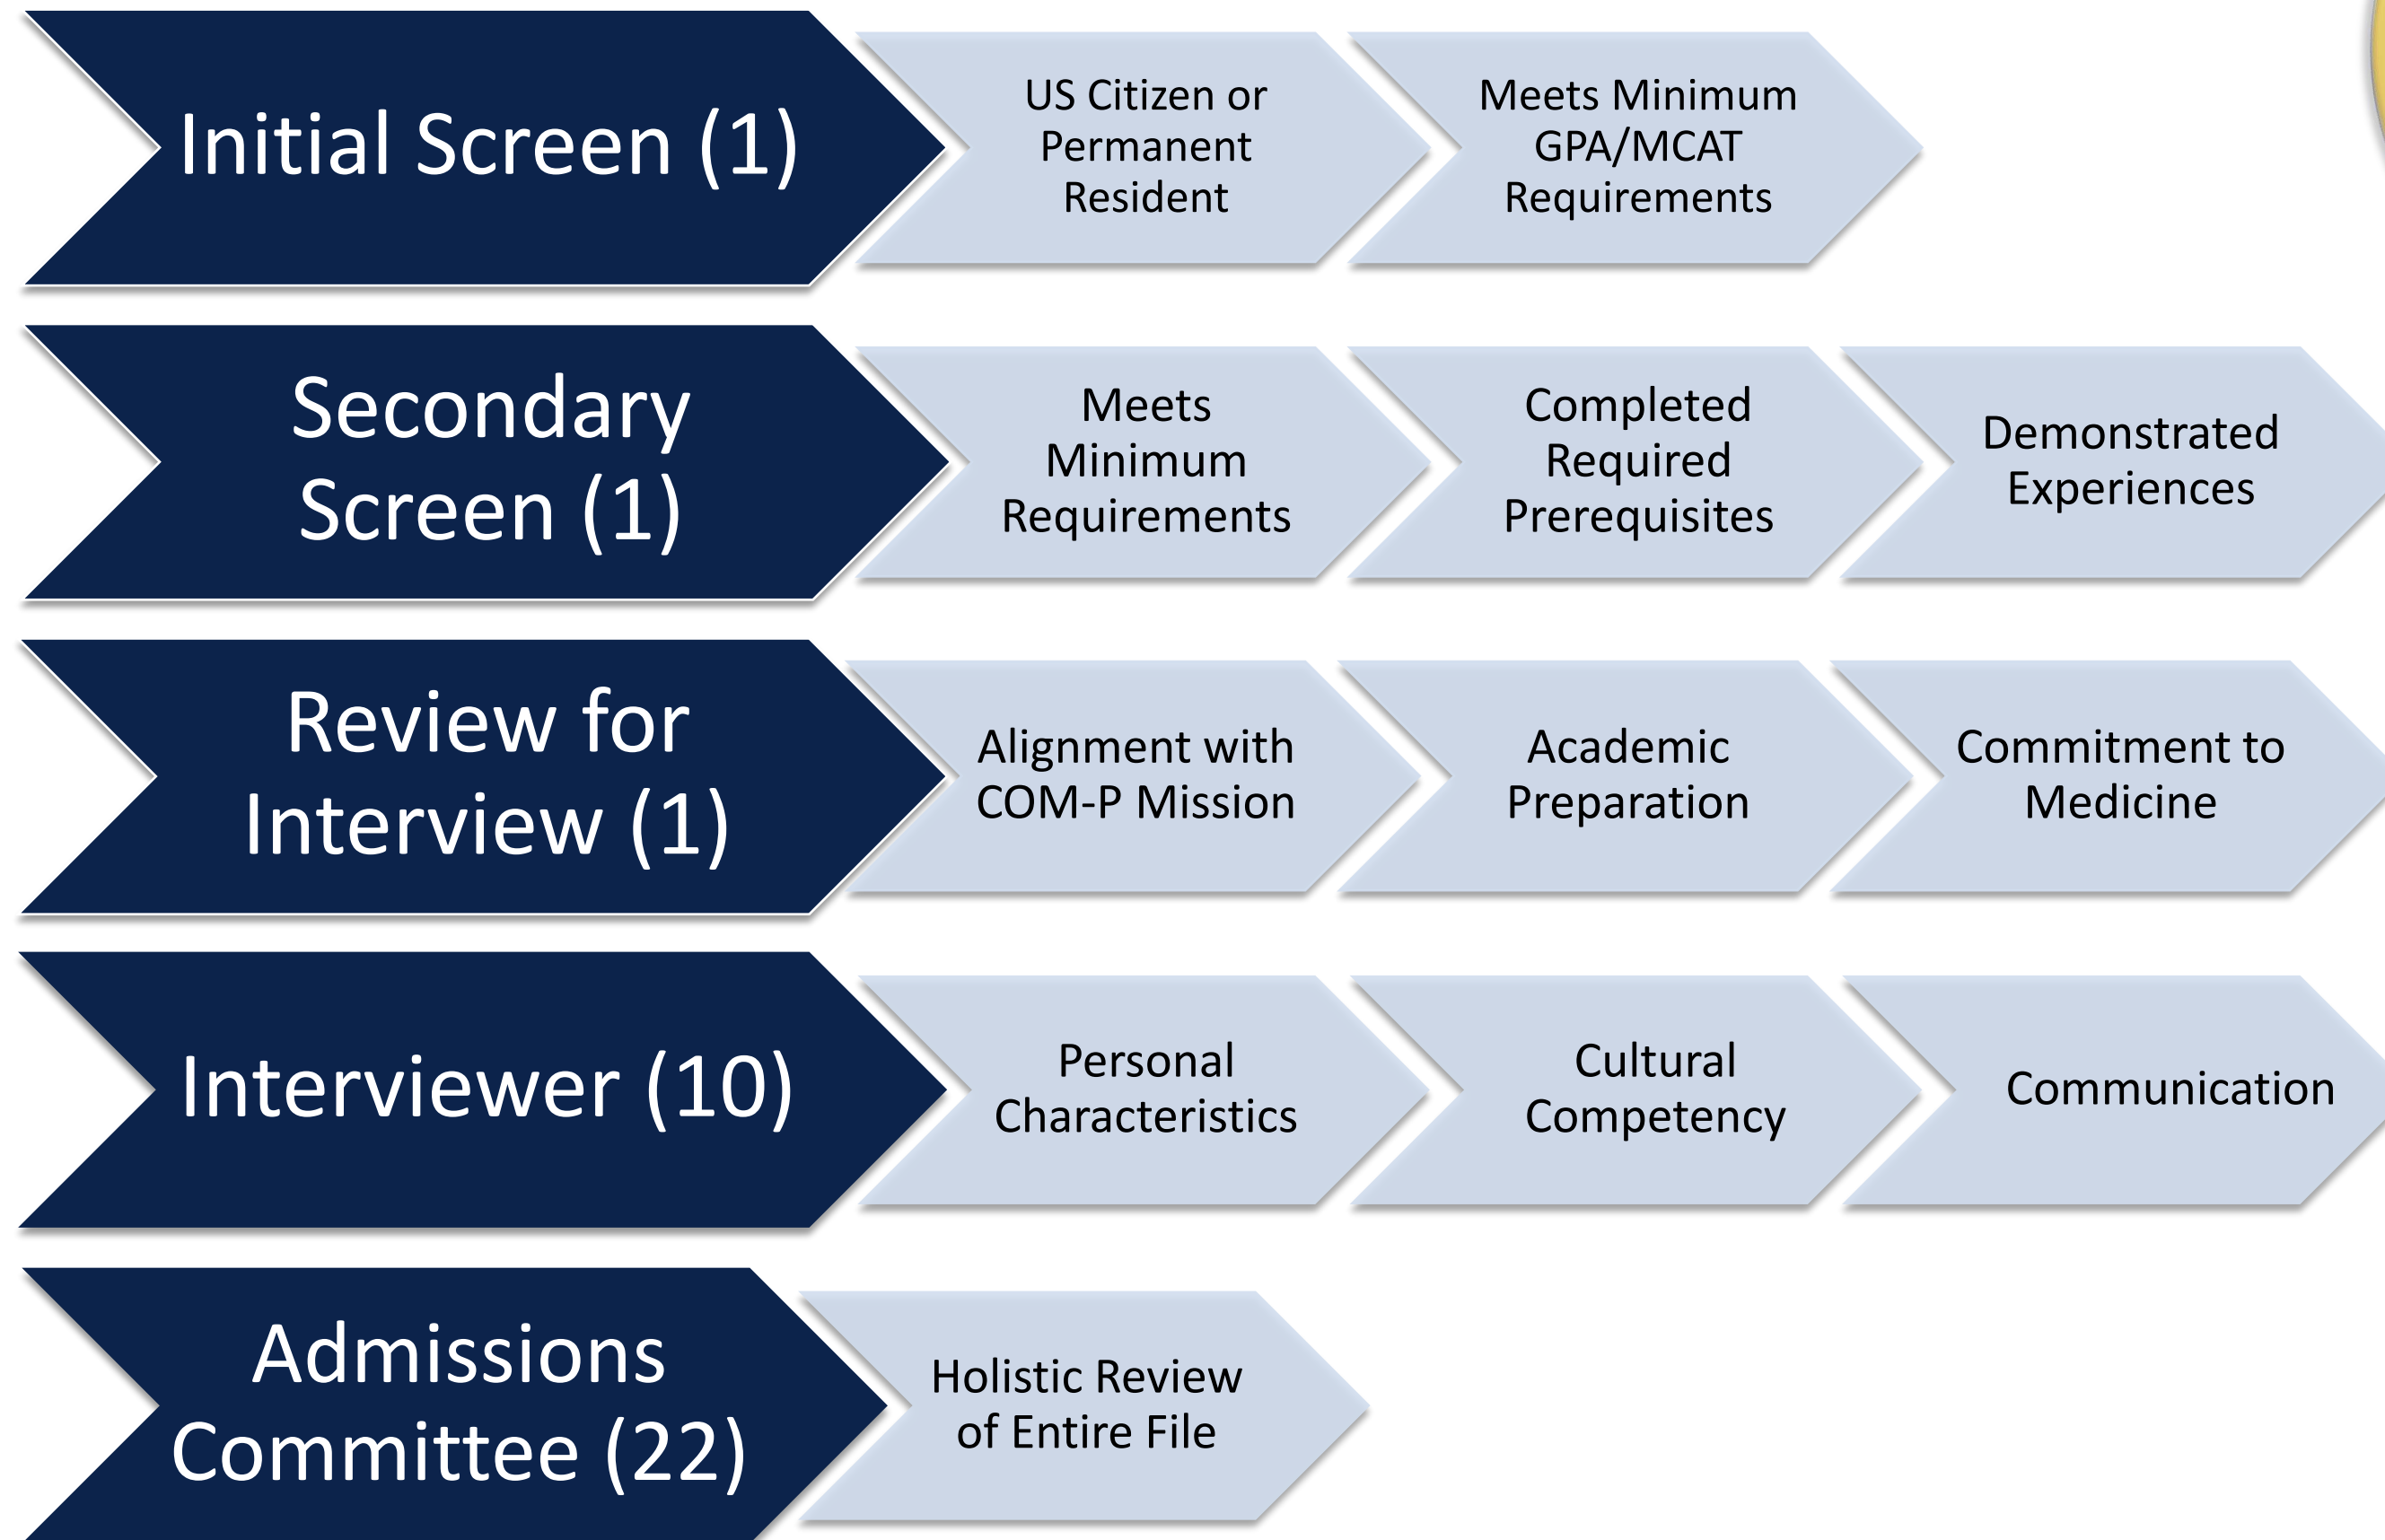 Initial Screen (1)
US Citizen or
Permanent
Resident
Meets Minimum
GPA/MCAT
Requirements
Secondary
Screen (1)
Meets
Minimum
Requirements
Completed
Required
Prerequisites
Demonstrated
Experiences
Review for
Interview (1)
Alignment with
COM-P Mission
Academic
Preparation
Commitment to
Medicine
Interviewer (10)
Personal
Characteristics
Cultural
Competency
Communication
Admissions
Committee (22)
Holistic Review
of Entire File